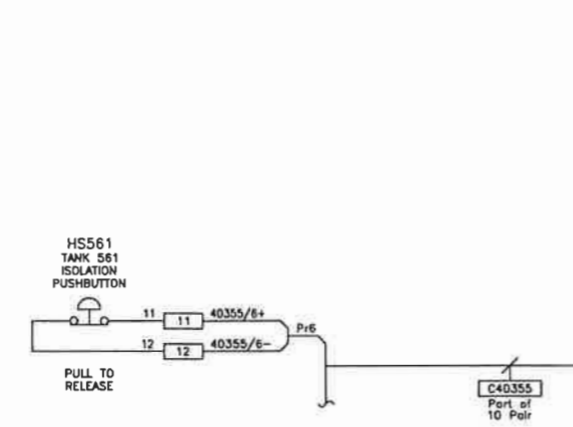 HS561
TANK 561
ISOLATION
PUSHBUTTON
11 11 40355/6+
Pr6
12 12 40355/6-
PULL TO
RELEASE
C40355
Part of
10 Pair